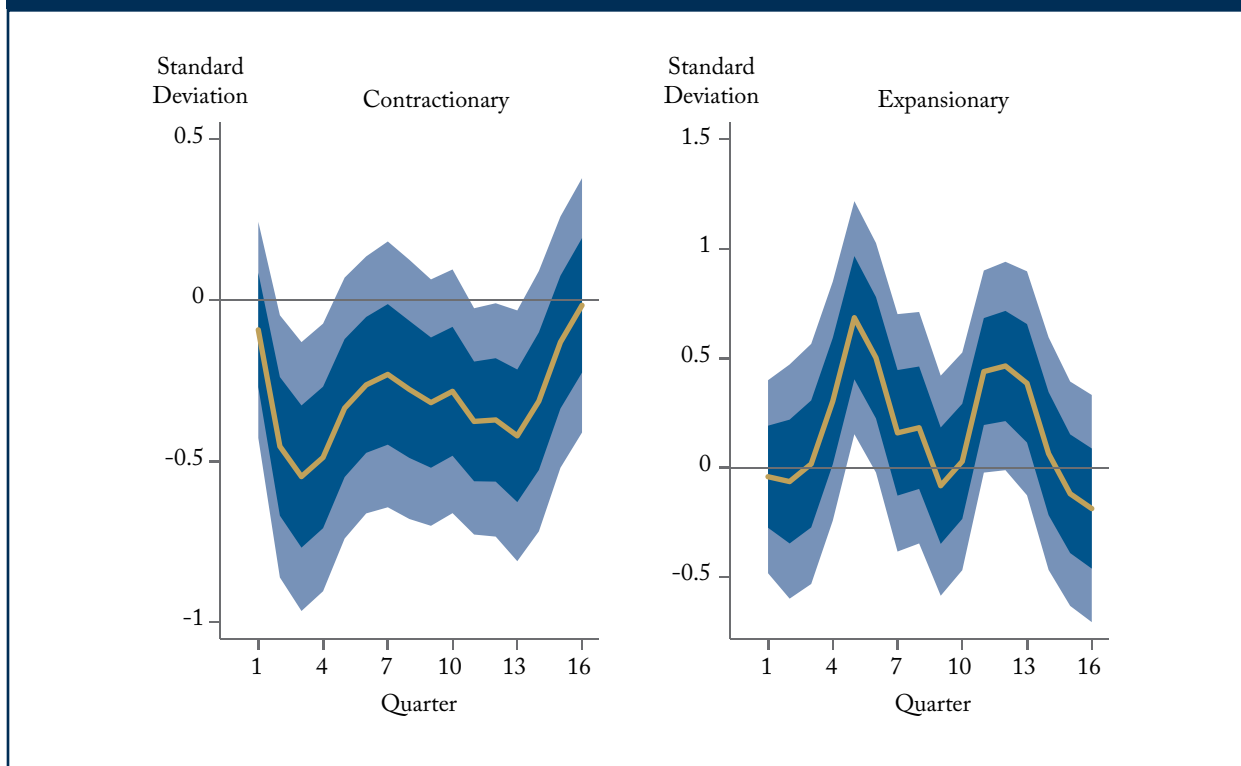 Standard
Deviation
Contractionary
0.5
0
-0.5
-1
1 4 7 10 13 16
Quarter
Standard
Deviation
Expansionary
1.5
1
0.5
0
-0.5
1 4 7 10 13 16
Quarter